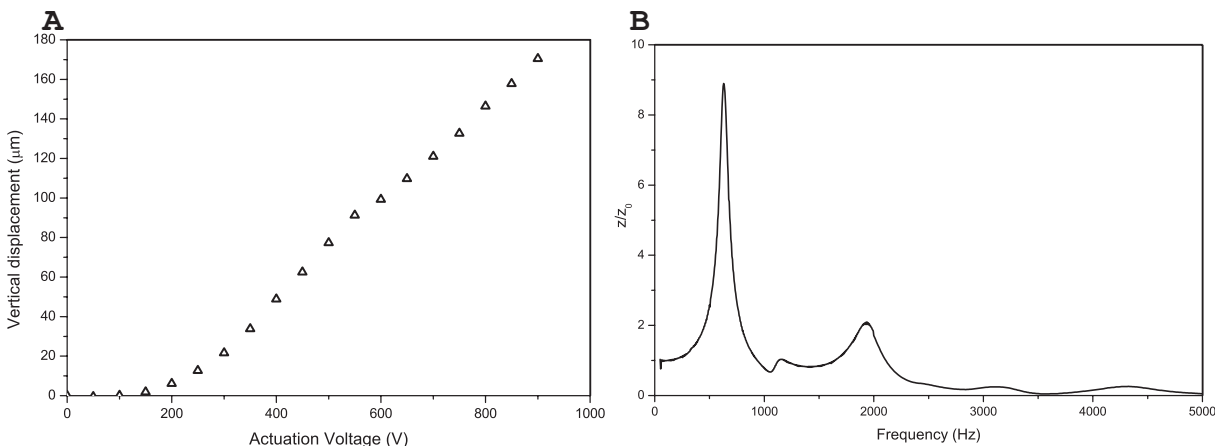 A
180
160
140
120
100
80
60
40
20
0
Vertical displacement (μm)
0 200 400 600 800 1000
Actuation Voltage (V)
B
10
8
6
4
2
0
z/z0
0 1000 2000 3000 4000 5000
Frequency (Hz)